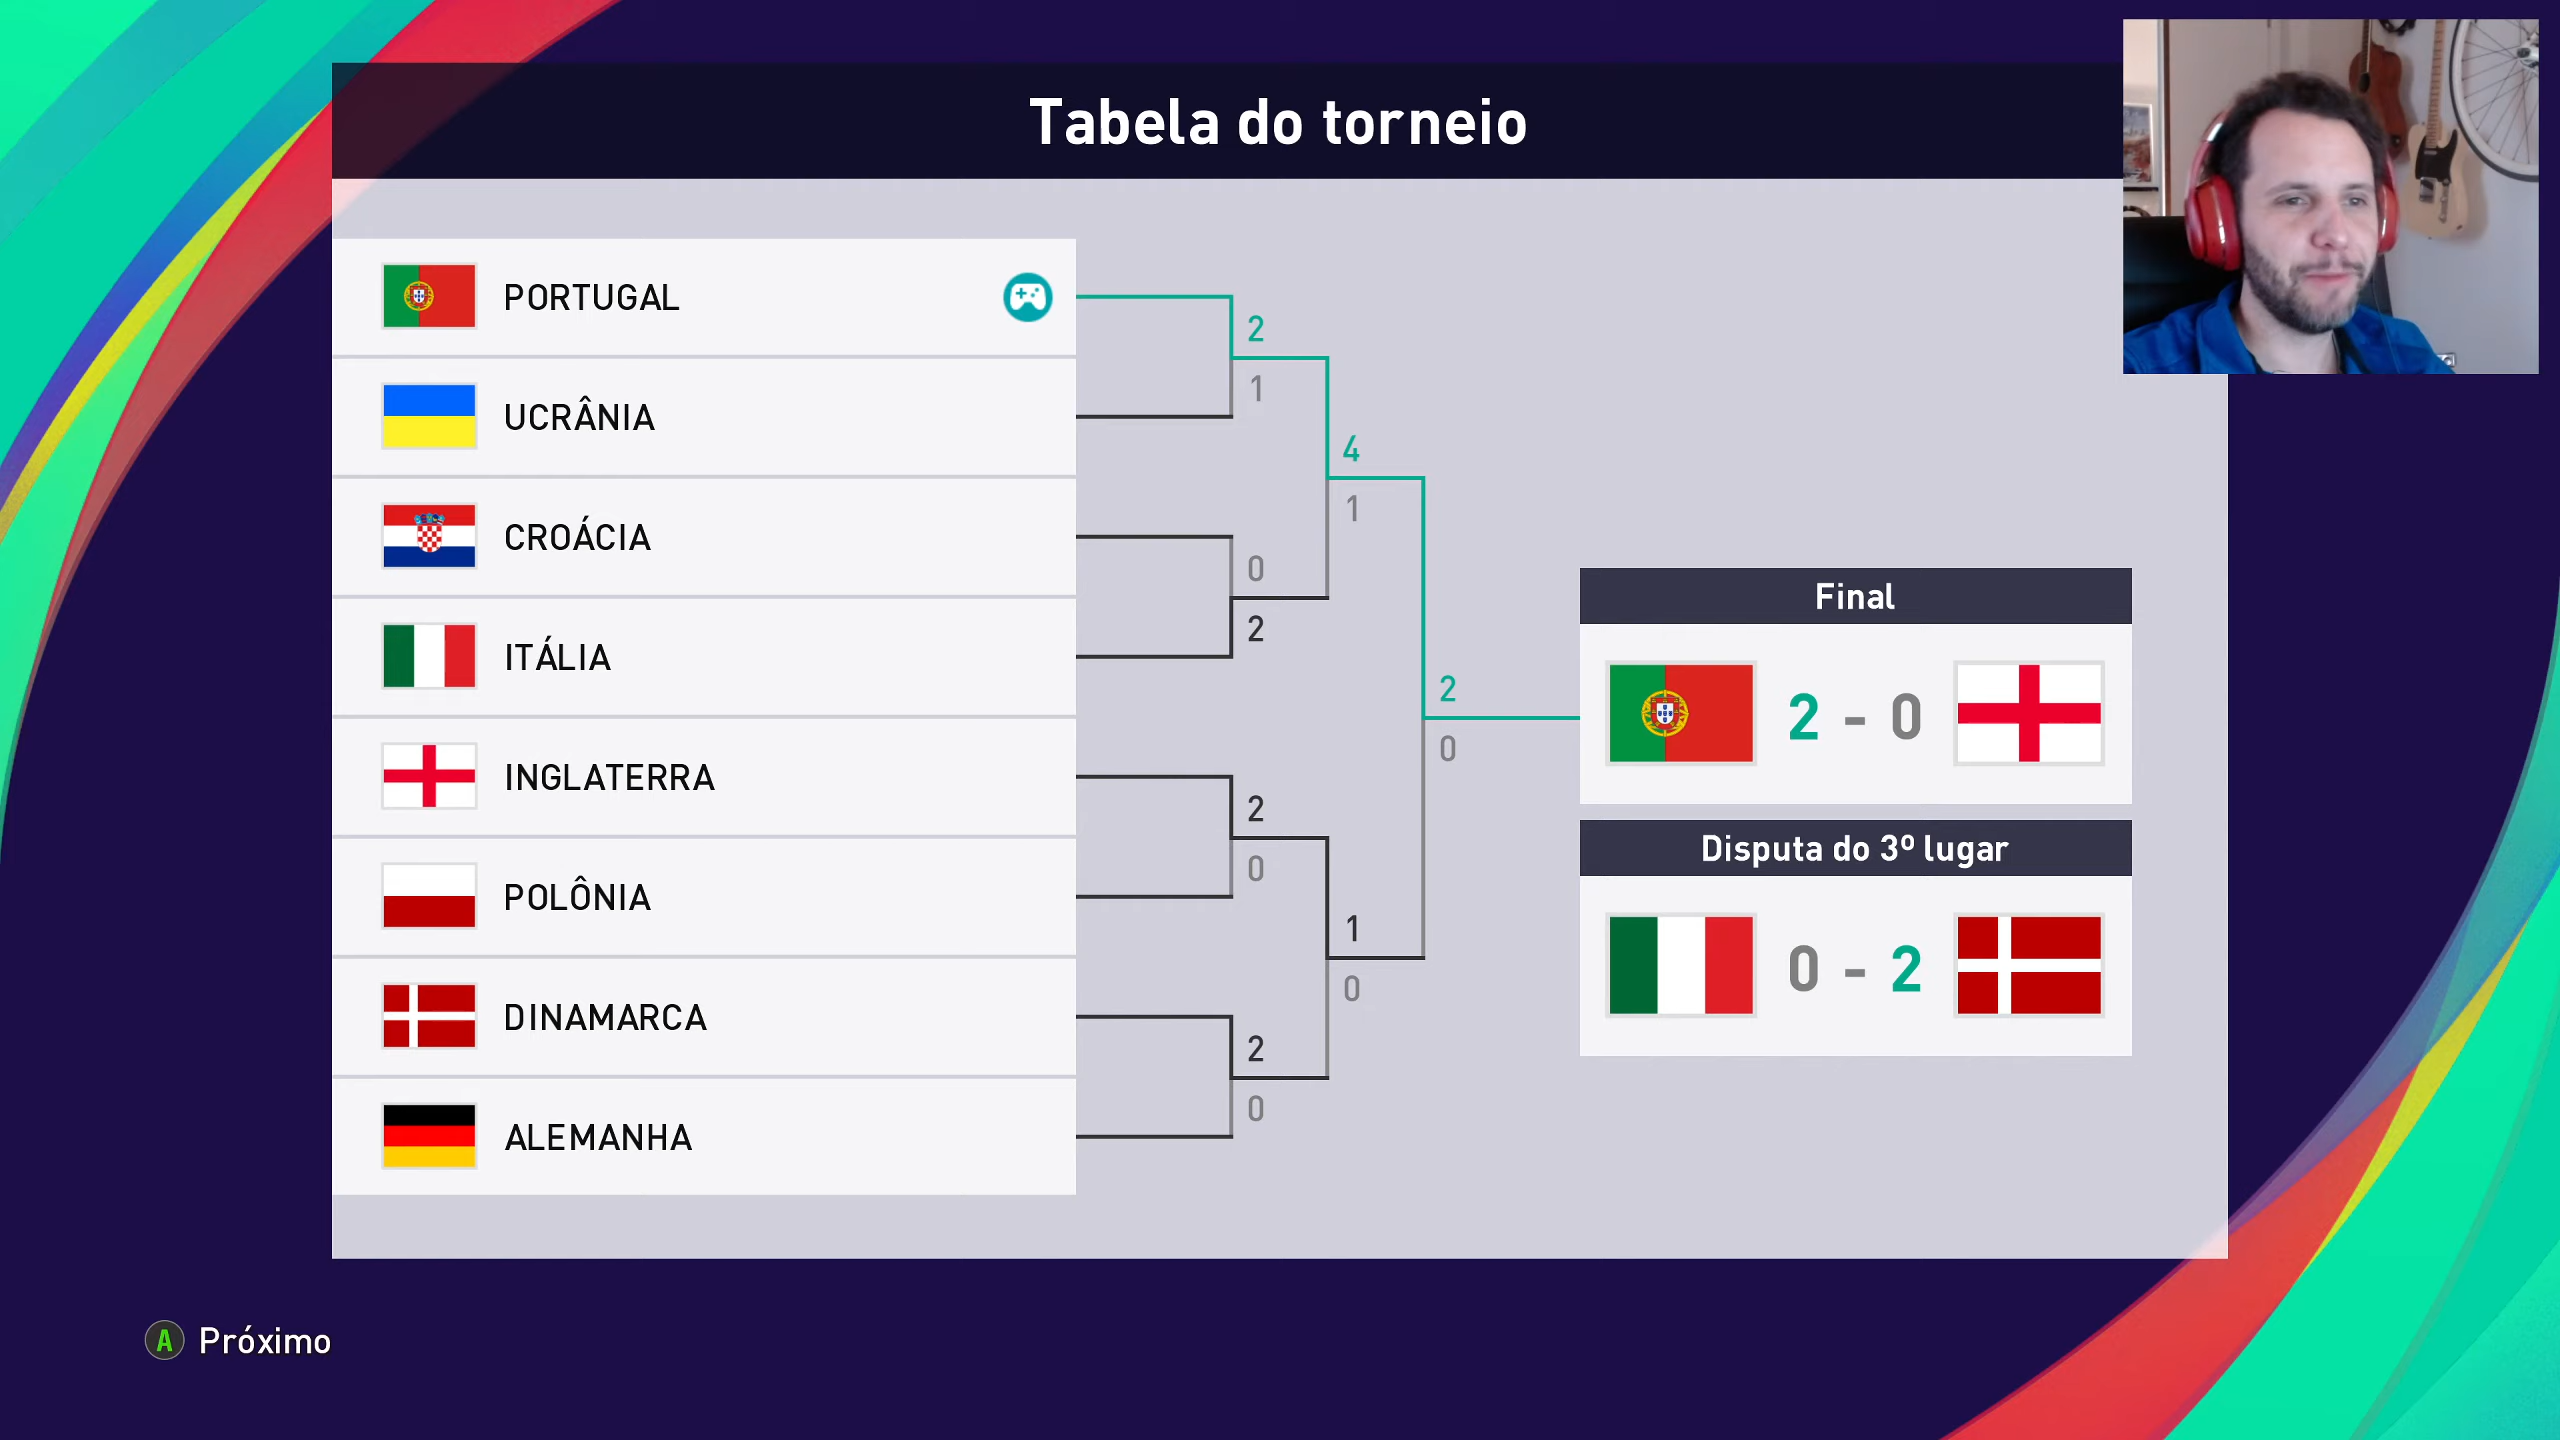 Tabela do torneio
PORTUGAL
UCRÂNIA
CROÁCIA
ITÁLIA
INGLATERRA
POLÔNIA
DINAMARCA
ALEMANHA
2
1
0
2
2
0
2
0
4
1
1
0
2
0
Final
2 - 0
Disputa do 3º lugar
0 - 2
A Próximo